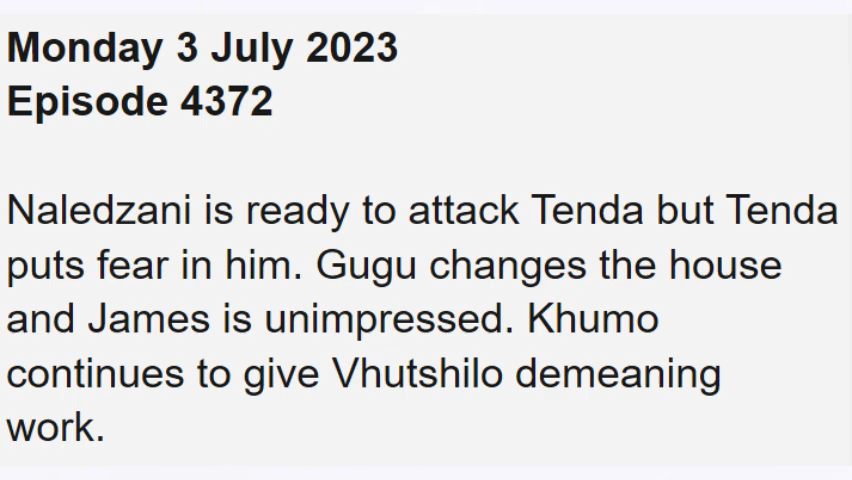 Monday 3 July 2023
Episode 4372
Naledzani is ready to attack Tenda but Tenda
puts fear in him. Gugu changes the house
and James is unimpressed. Khumo
continues to give Vhutshilo demeaning
work.